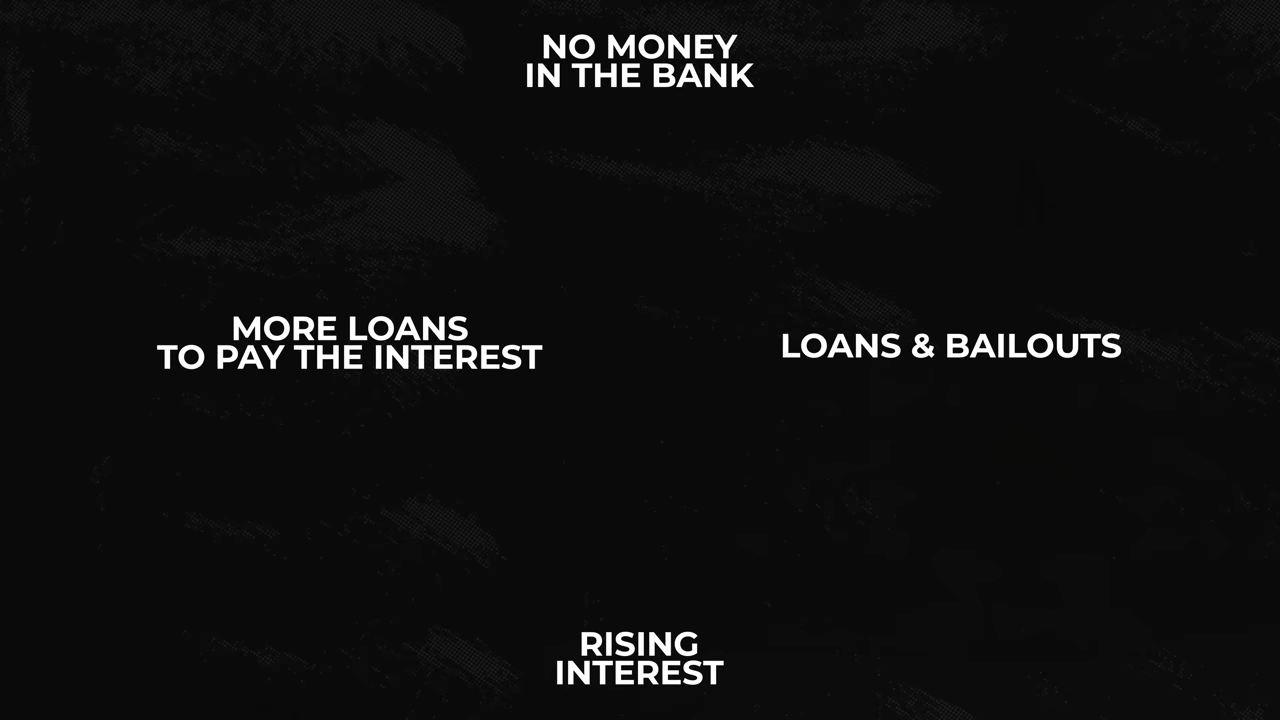 NO MONEY
IN THE BANK
MORE LOANS
TO PAY THE INTEREST
LOANS & BAILOUTS
RISING
INTEREST